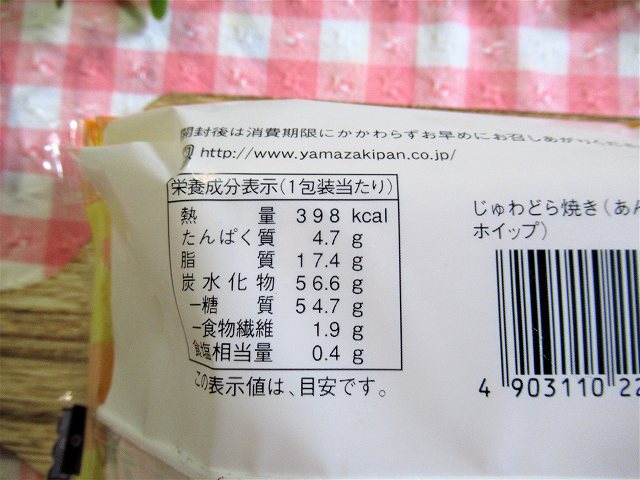 開封後は消費期限にかかわらずお早めにお召しあがりくだ
http://www.yamazakipan.co.jp/
栄養成分表示(1包装当たり)
熱量 398 kcal
たんぱく質 4.7 g
脂質 17.4 g
炭水化物 56.6 g
－糖質 54.7 g
－食物繊維 1.9 g
食塩相当量 0.4 g
この表示値は、目安です。
じゅわどら焼き(あん
ホイップ)
4 903110 22